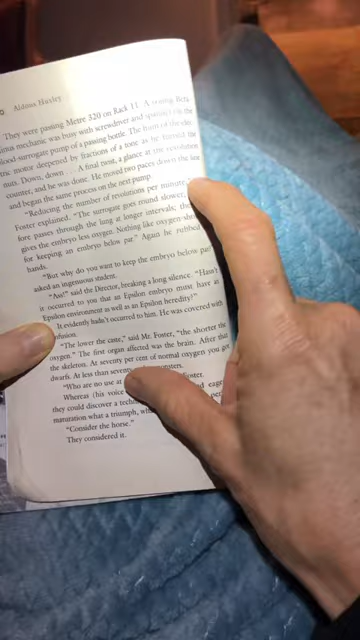 Aldous Huxley
They were passing Metre 320 on Rack 11. A young Beta-
Minus mechanic was busy with screwdriver and spanner on the
blood-surrogate pump of a passing bottle. The hum of the elec-
tric motor deepened by fractions of a tone as he turned the
nuts. Down, down . . . A final twist, a glance at the revolution
counter, and he was done. He moved two paces down the line
and began the same process on the next pump.
"Reducing the number of revolutions per minute," Mr.
Foster explained. "The surrogate goes round slower; there-
fore passes through the lung at longer intervals; the
gives the embryo less oxygen. Nothing like oxygen-shor
for keeping an embryo below par." Again he rubbed
hands.
"But why do you want to keep the embryo below par?"
asked an ingenuous student.
"Ass!" said the Director, breaking a long silence. "Hasn't
it occurred to you that an Epsilon embryo must have an
Epsilon environment as well as an Epsilon heredity?"
It evidently hadn't occurred to him. He was covered with
confusion.
"The lower the caste," said Mr. Foster, "the shorter the
oxygen." The first organ affected was the brain. After that
the skeleton. At seventy per cent of normal oxygen you got
dwarfs. At less than seventy monsters.
"Who are no use at Foster.
Whereas (his voice and eager
they could discover a techn per
maturation what a triumph, wh
"Consider the horse."
They considered it.